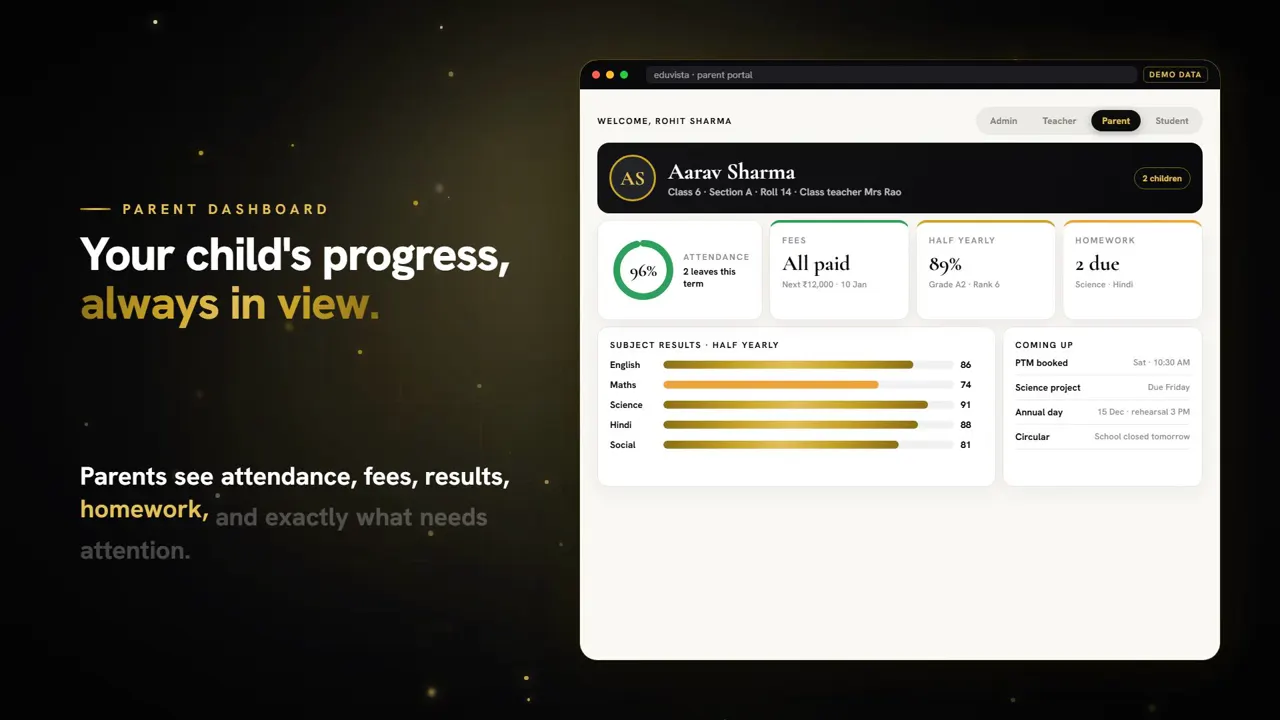 PARENT DASHBOARD
Your child's progress,
always in view.
Parents see attendance, fees, results,
homework, and exactly what needs
attention.
eduvista · parent portal
DEMO DATA
WELCOME, ROHIT SHARMA
Admin
Teacher
Parent
Student
AS
Aarav Sharma
Class 6 · Section A · Roll 14 · Class teacher Mrs Rao
2 children
96%
ATTENDANCE
2 leaves this
term
FEES
All paid
Next ₹12,000 · 10 Jan
HALF YEARLY
89%
Grade A2 · Rank 6
HOMEWORK
2 due
Science · Hindi
SUBJECT RESULTS · HALF YEARLY
English 86
Maths 74
Science 91
Hindi 88
Social 81
COMING UP
PTM booked Sat · 10:30 AM
Science project Due Friday
Annual day 15 Dec · rehearsal 3 PM
Circular School closed tomorrow